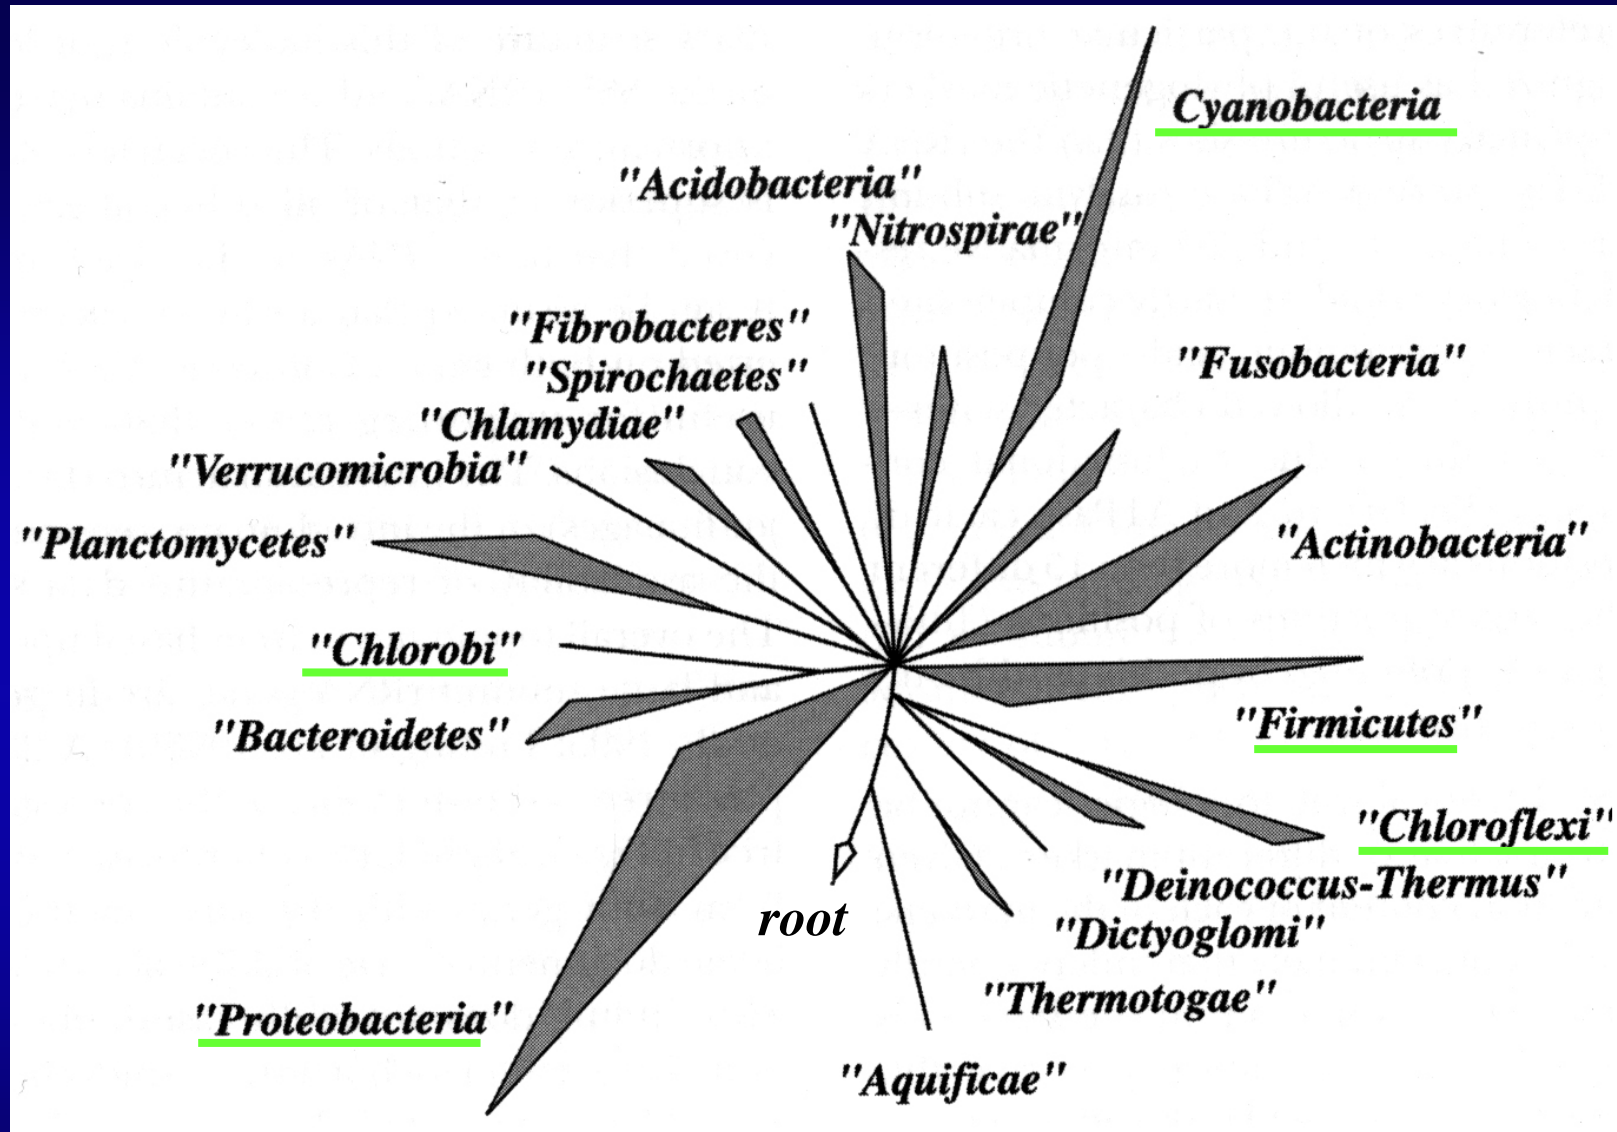 Cyanobacteria
"Acidobacteria"
"Nitrospirae"
"Fibrobacteres"
"Spirochaetes"
"Fusobacteria"
"Chlamydiae"
"Verrucomicrobia"
"Planctomycetes"
"Actinobacteria"
"Chlorobi"
"Bacteroidetes"
"Firmicutes"
"Chloroflexi"
"Deinococcus-Thermus"
root
"Dictyoglomi"
"Thermotogae"
"Proteobacteria"
"Aquificae"